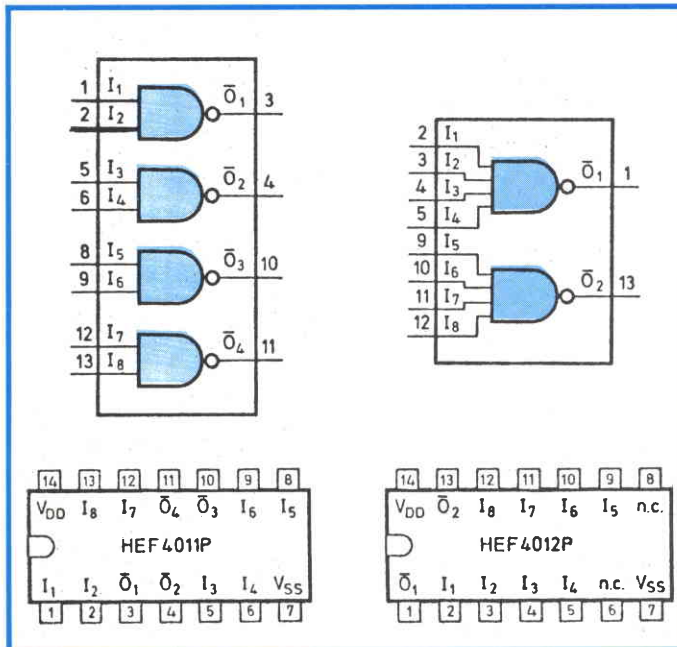 1 I₁ Ō₁ 3
2 I₂
5 I₃ Ō₂ 4
6 I₄
8 I₅ Ō₃ 10
9 I₆
12 I₇ Ō₄ 11
13 I₈
2 I₁
3 I₂ Ō₁ 1
4 I₃
5 I₄
9 I₅
10 I₆ Ō₂ 13
11 I₇
12 I₈
14 13 12 11 10 9 8
V_DD I₈ I₇ Ō₄ Ō₃ I₆ I₅
HEF4011P
I₁ I₂ Ō₁ Ō₂ I₃ I₄ V_SS
1 2 3 4 5 6 7
14 13 12 11 10 9 8
V_DD Ō₂ I₈ I₇ I₆ I₅ n.c.
HEF4012P
Ō₁ I₁ I₂ I₃ I₄ n.c. V_SS
1 2 3 4 5 6 7